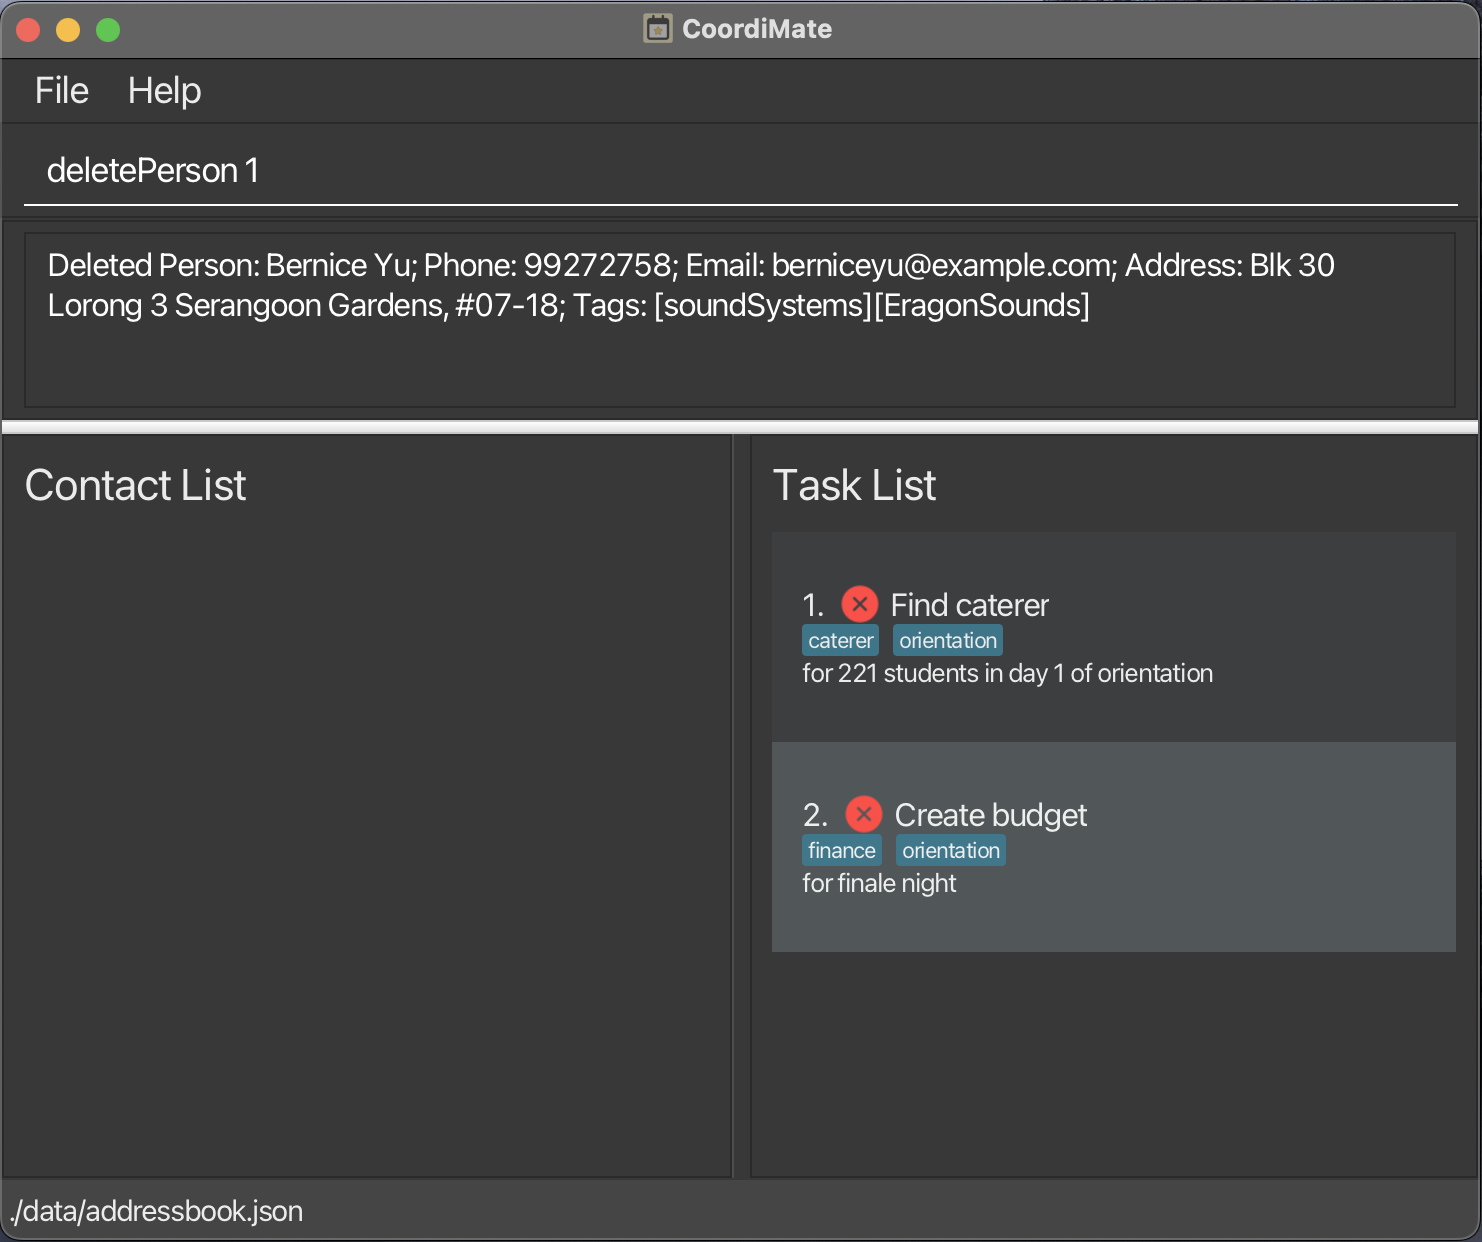 CoordiMate
File Help
deletePerson 1
Deleted Person: Bernice Yu; Phone: 99272758; Email: berniceyu@example.com; Address: Blk 30
Lorong 3 Serangoon Gardens, #07-18; Tags: [soundSystems][EragonSounds]
Contact List
Task List
1. Find caterer
caterer orientation
for 221 students in day 1 of orientation
2. Create budget
finance orientation
for finale night
./data/addressbook.json